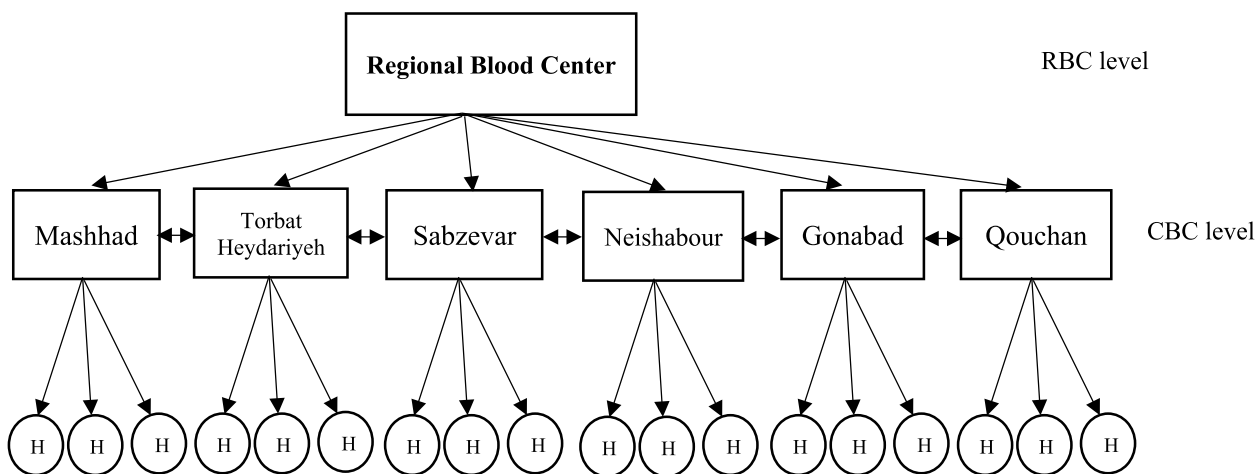 Regional Blood Center
RBC level
Mashhad
Torbat
Heydariyeh
Sabzevar
Neishabour
Gonabad
Qouchan
CBC level
H H H H H H H H H H H H H H H H H H